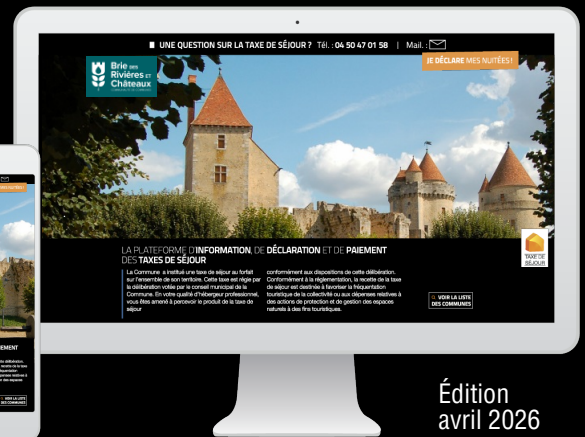 UNE QUESTION SUR LA TAXE DE SÉJOUR ? Tél. : 04 50 47 01 58 | Mail. :
JE DÉCLARE MES NUITÉES !
Brie DES
Rivières ET
Châteaux
LA PLATEFORME D'INFORMATION, DE DÉCLARATION ET DE PAIEMENT
DES TAXES DE SÉJOUR
La Commune a institué une taxe de séjour au forfait
sur l'ensemble de son territoire. Cette taxe est régie par
la délibération votée par le conseil municipal de la
Commune. En votre qualité d'hébergeur professionnel,
vous êtes amené à percevoir le produit de la taxe de
séjour
conformément aux dispositions de cette délibération.
Conformément à la réglementation, la recette de la taxe
de séjour est destinée à favoriser la fréquentation
touristique de la collectivité ou aux dépenses relatives à
des actions de protection et de gestion des espaces
naturels à des fins touristiques.
TAXE DE
SÉJOUR
VOIR LA LISTE
DES COMMUNES
EMENT
VOIR LA LISTE
DES COMMUNES
Édition
avril 2026